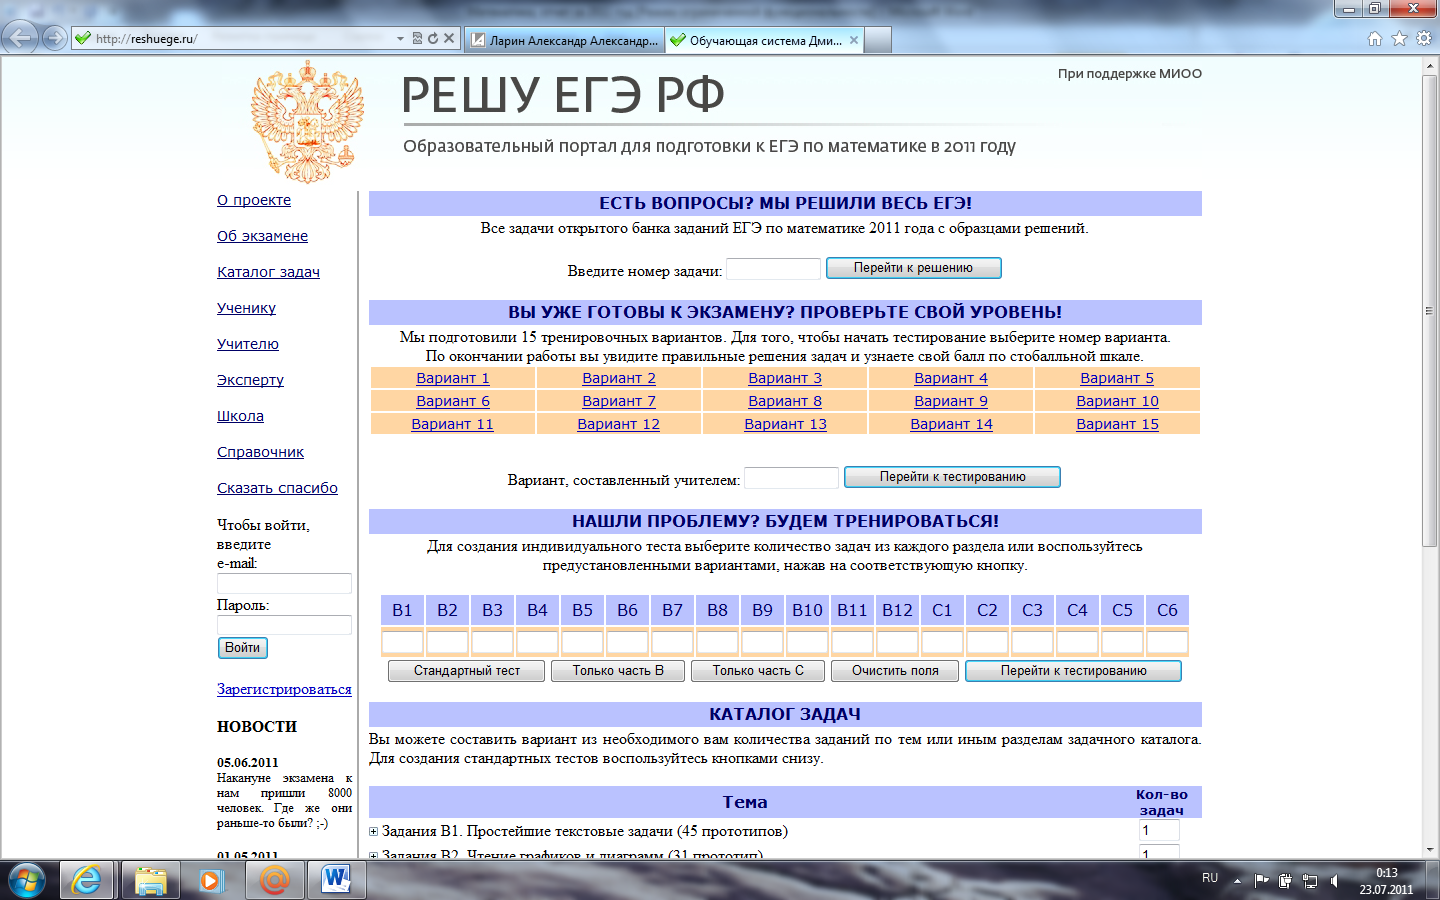 http://reshuege.ru/
Ларин Александр Александр...
Обучающая система Дми...
РЕШУ ЕГЭ РФ
При поддержке МИОО
Образовательный портал для подготовки к ЕГЭ по математике в 2011 году
О проекте
Об экзамене
Каталог задач
Ученику
Учителю
Эксперту
Школа
Справочник
Сказать спасибо
Чтобы войти,
введите
e-mail:
Пароль:
Войти
Зарегистрироваться
НОВОСТИ
05.06.2011
Накануне экзамена к
нам пришли 8000
человек. Где же они
раньше-то были? ;-)
01.05.2011
ЕСТЬ ВОПРОСЫ? МЫ РЕШИЛИ ВЕСЬ ЕГЭ!
Все задачи открытого банка заданий ЕГЭ по математике 2011 года с образцами решений.
Введите номер задачи: Перейти к решению
ВЫ УЖЕ ГОТОВЫ К ЭКЗАМЕНУ? ПРОВЕРЬТЕ СВОЙ УРОВЕНЬ!
Мы подготовили 15 тренировочных вариантов. Для того, чтобы начать тестирование выберите номер варианта.
По окончании работы вы увидите правильные решения задач и узнаете свой балл по стобалльной шкале.
Вариант 1 Вариант 2 Вариант 3 Вариант 4 Вариант 5
Вариант 6 Вариант 7 Вариант 8 Вариант 9 Вариант 10
Вариант 11 Вариант 12 Вариант 13 Вариант 14 Вариант 15
Вариант, составленный учителем: Перейти к тестированию
НАШЛИ ПРОБЛЕМУ? БУДЕМ ТРЕНИРОВАТЬСЯ!
Для создания индивидуального теста выберите количество задач из каждого раздела или воспользуйтесь
предустановленными вариантами, нажав на соответствующую кнопку.
B1 B2 B3 B4 B5 B6 B7 B8 B9 B10 B11 B12 C1 C2 C3 C4 C5 C6
Стандартный тест Только часть B Только часть C Очистить поля Перейти к тестированию
КАТАЛОГ ЗАДАЧ
Вы можете составить вариант из необходимого вам количества заданий по тем или иным разделам задачного каталога.
Для создания стандартных тестов воспользуйтесь кнопками снизу.
Тема Кол-во
задач
Задания B1. Простейшие текстовые задачи (45 прототипов) 1
Задания B2. Чтение графиков и диаграмм (31 прототип) 1
RU
0:13
23.07.2011